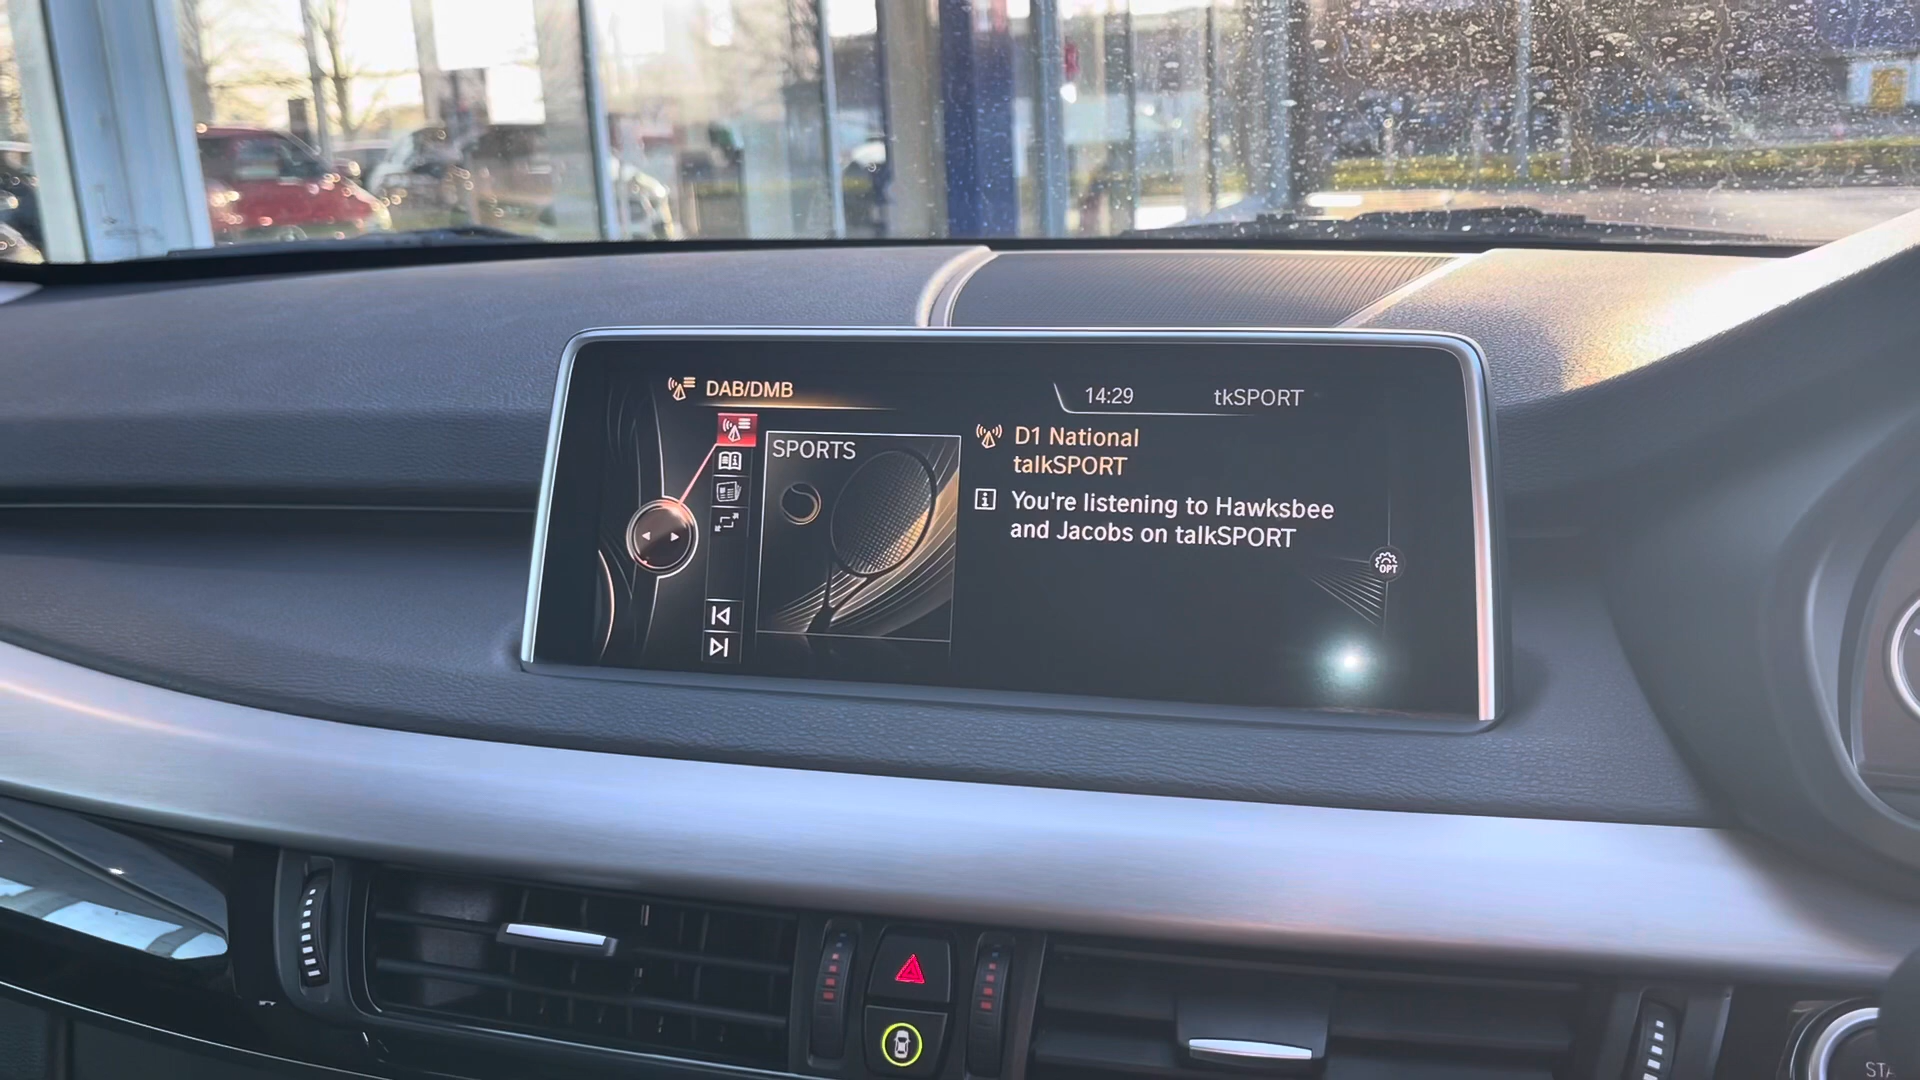 DAB/DMB
14:29
tkSPORT
SPORTS
D1 National
talkSPORT
You're listening to Hawksbee
and Jacobs on talkSPORT
OPT